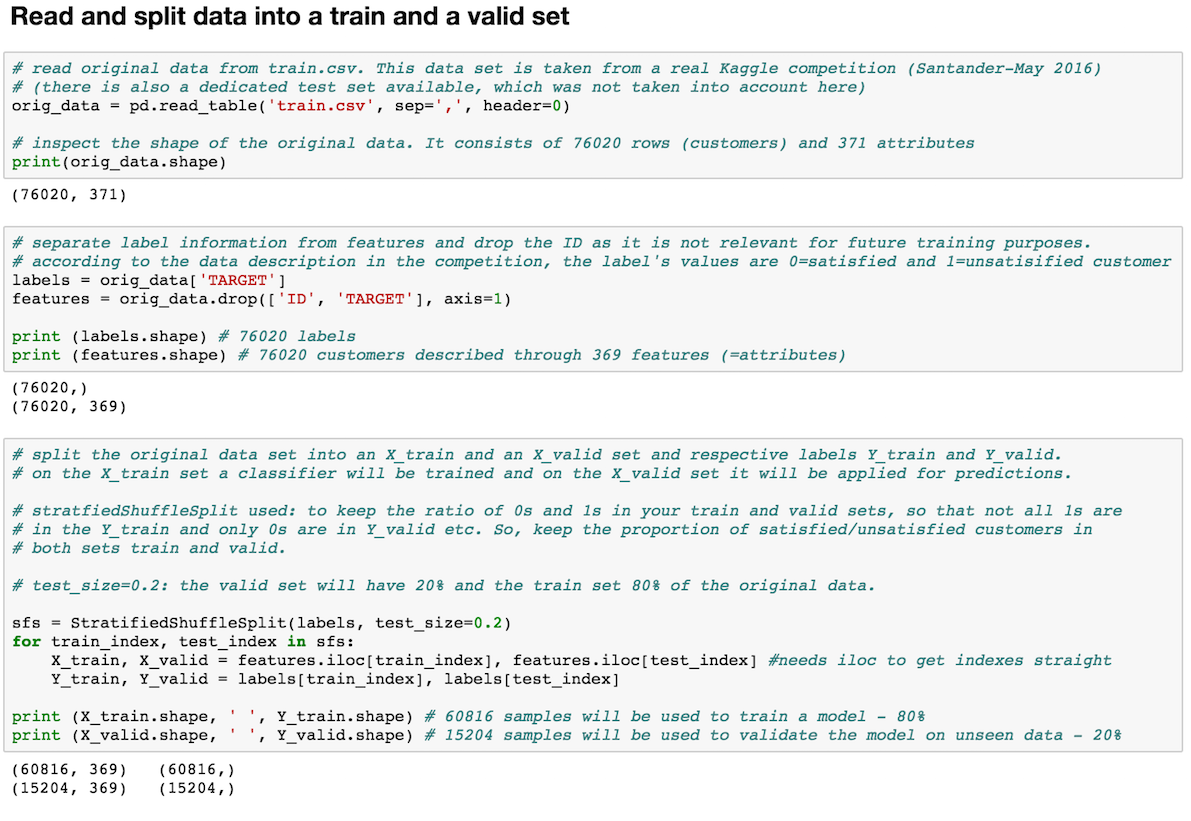 Read and split data into a train and a valid set
# read original data from train.csv. This data set is taken from a real Kaggle competition (Santander-May 2016)
# (there is also a dedicated test set available, which was not taken into account here)
orig_data = pd.read_table('train.csv', sep=',', header=0)
# inspect the shape of the original data. It consists of 76020 rows (customers) and 371 attributes
print(orig_data.shape)
(76020, 371)
# separate label information from features and drop the ID as it is not relevant for future training purposes.
# according to the data description in the competition, the label's values are 0=satisfied and 1=unsatisified customer
labels = orig_data['TARGET']
features = orig_data.drop(['ID', 'TARGET'], axis=1)
print (labels.shape) # 76020 labels
print (features.shape) # 76020 customers described through 369 features (=attributes)
(76020,)
(76020, 369)
# split the original data set into an X_train and an X_valid set and respective labels Y_train and Y_valid.
# on the X_train set a classifier will be trained and on the X_valid set it will be applied for predictions.
# stratfiedShuffleSplit used: to keep the ratio of 0s and 1s in your train and valid sets, so that not all 1s are
# in the Y_train and only 0s are in Y_valid etc. So, keep the proportion of satisfied/unsatisfied customers in
# both sets train and valid.
# test_size=0.2: the valid set will have 20% and the train set 80% of the original data.
sfs = StratifiedShuffleSplit(labels, test_size=0.2)
for train_index, test_index in sfs:
    X_train, X_valid = features.iloc[train_index], features.iloc[test_index] #needs iloc to get indexes straight
    Y_train, Y_valid = labels[train_index], labels[test_index]
print (X_train.shape, ' ', Y_train.shape) # 60816 samples will be used to train a model - 80%
print (X_valid.shape, ' ', Y_valid.shape) # 15204 samples will be used to validate the model on unseen data - 20%
(60816, 369)   (60816,)
(15204, 369)   (15204,)